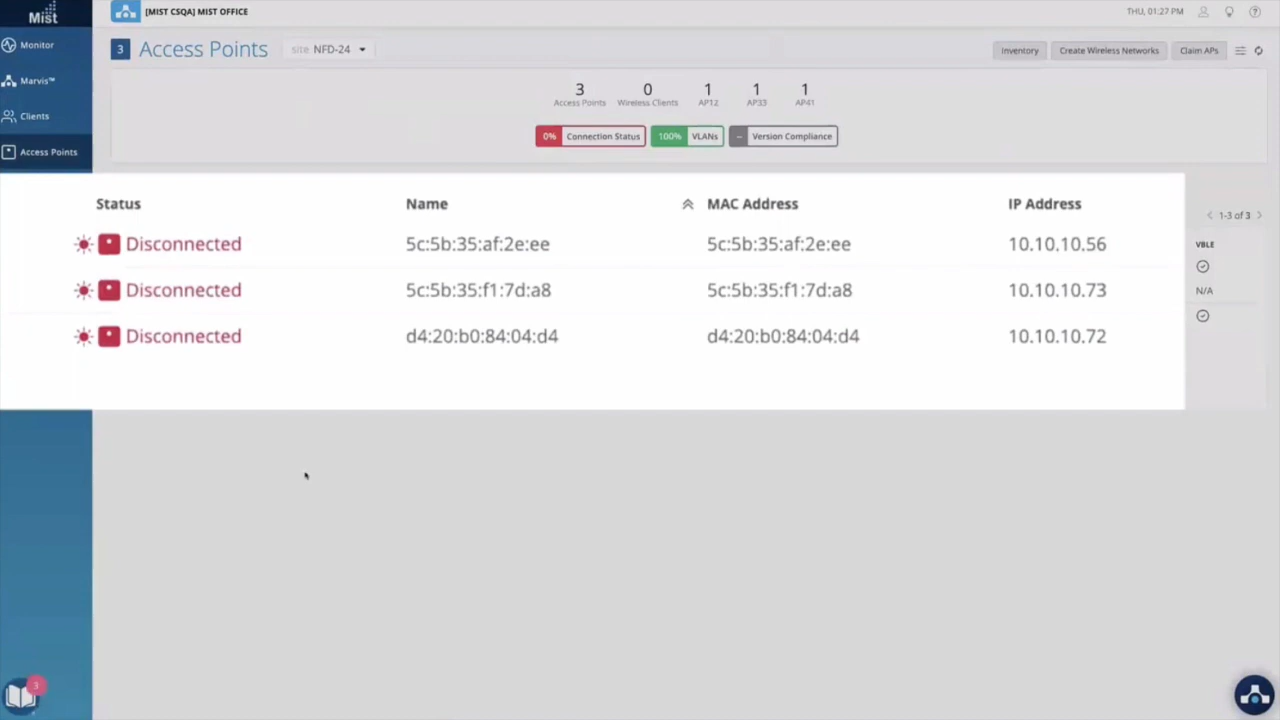 Mist
[MIST CSQA] MIST OFFICE
THU, 01:27 PM
Monitor
Marvis™
Clients
Access Points
3 Access Points site NFD-24
Inventory Create Wireless Networks Claim APs
3 0 1 1 1
Access Points Wireless Clients AP12 AP33 AP41
0% Connection Status 100% VLANs -- Version Compliance
Status Name MAC Address IP Address
Disconnected 5c:5b:35:af:2e:ee 5c:5b:35:af:2e:ee 10.10.10.56
Disconnected 5c:5b:35:f1:7d:a8 5c:5b:35:f1:7d:a8 10.10.10.73
Disconnected d4:20:b0:84:04:d4 d4:20:b0:84:04:d4 10.10.10.72
1-3 of 3
VBLE
N/A
3